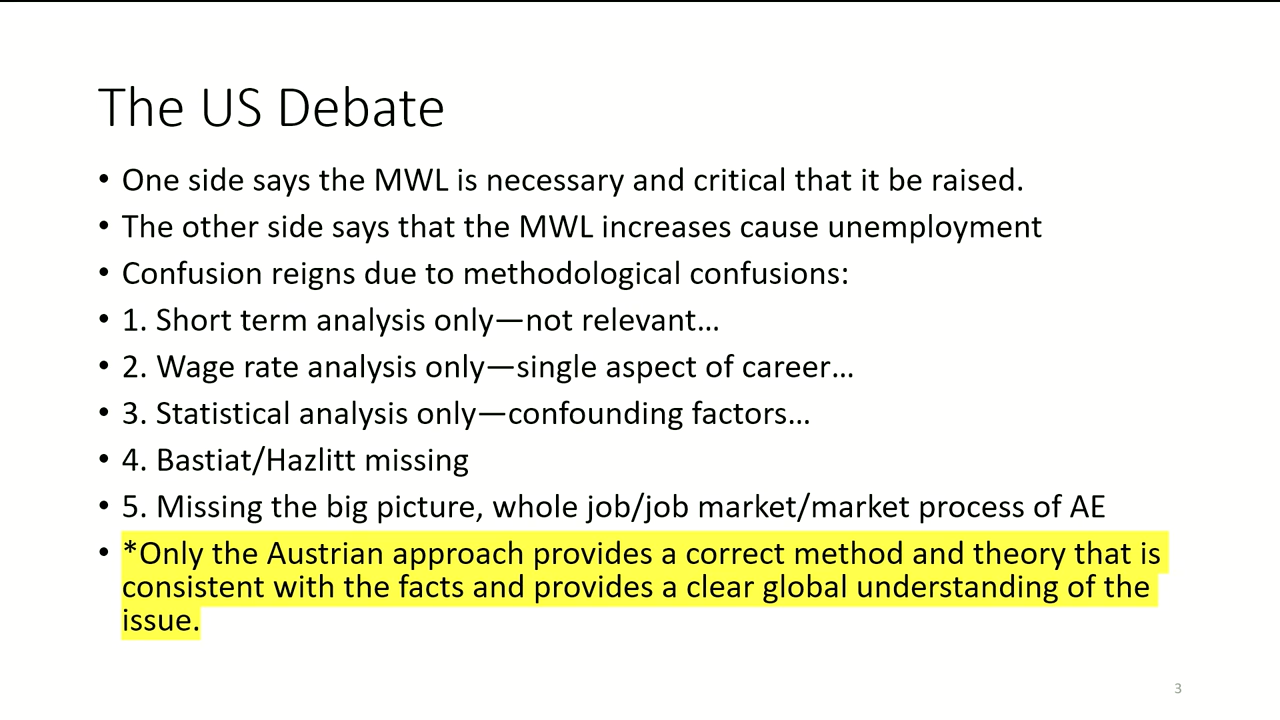 The US Debate
• One side says the MWL is necessary and critical that it be raised.
• The other side says that the MWL increases cause unemployment
• Confusion reigns due to methodological confusions:
• 1. Short term analysis only—not relevant…
• 2. Wage rate analysis only—single aspect of career…
• 3. Statistical analysis only—confounding factors…
• 4. Bastiat/Hazlitt missing
• 5. Missing the big picture, whole job/job market/market process of AE
• *Only the Austrian approach provides a correct method and theory that is
consistent with the facts and provides a clear global understanding of the
issue.
3